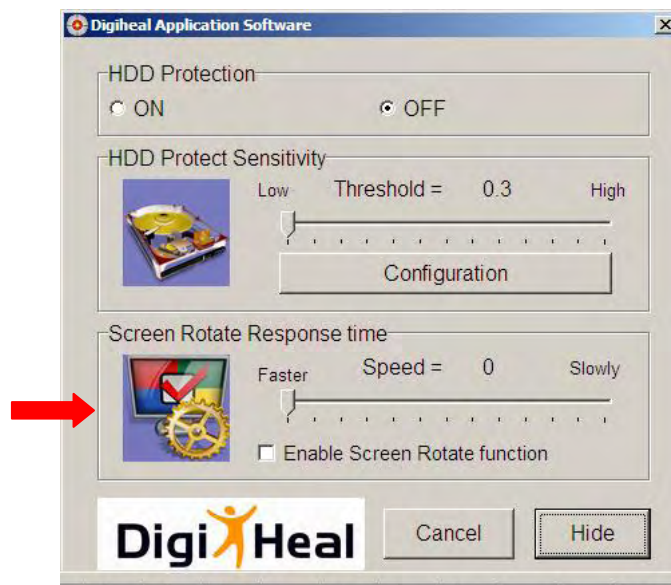 Digiheal Application Software
HDD Protection
ON OFF
HDD Protect Sensitivity
Low Threshold = 0.3 High
Configuration
Screen Rotate Response time
Faster Speed = 0 Slowly
Enable Screen Rotate function
Digi Heal Cancel Hide